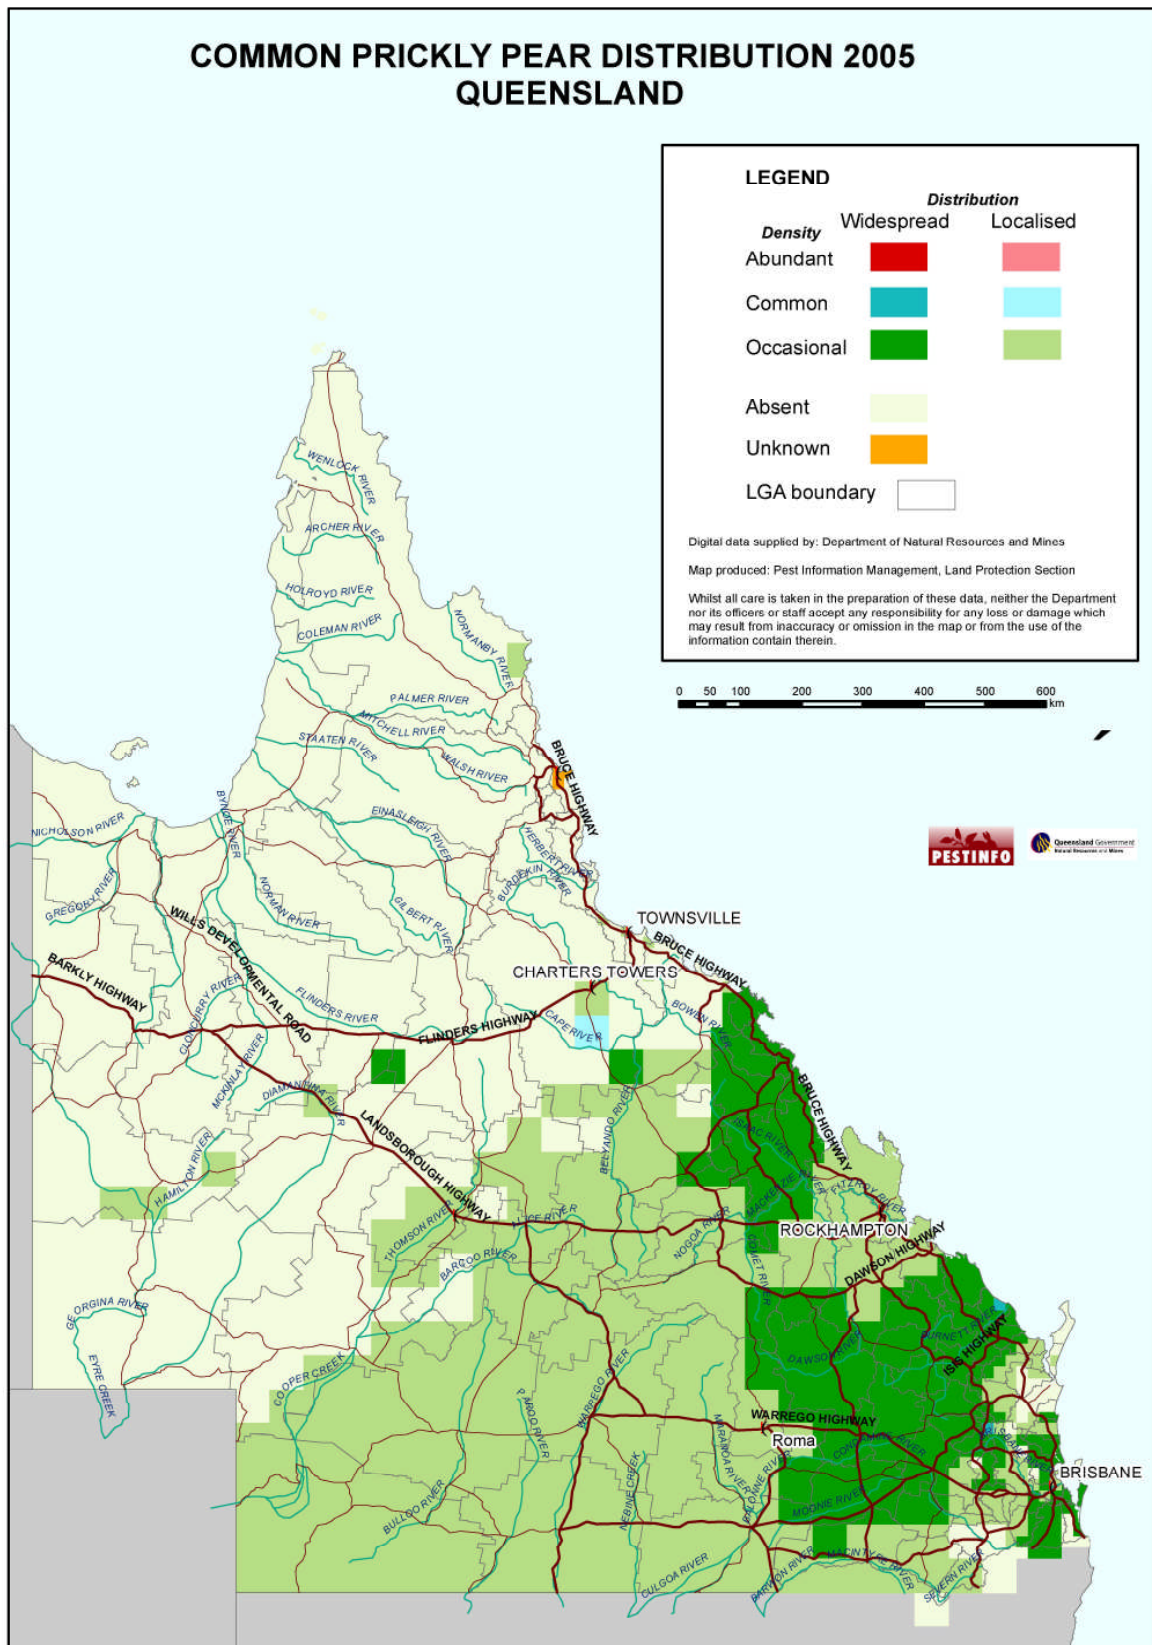 COMMON PRICKLY PEAR DISTRIBUTION 2005
QUEENSLAND
LEGEND
Distribution
Density
Widespread
Localised
Abundant
Common
Occasional
Absent
Unknown
LGA boundary
Digital data supplied by: Department of Natural Resources and Mines
Map produced: Pest Information Management, Land Protection Section
Whilst all care is taken in the preparation of these data, neither the Department
nor its officers or staff accept any responsibility for any loss or damage which
may result from inaccuracy or omission in the map or from the use of the
information contain therein.
0 50 100 200 300 400 500 600
km
PESTINFO
Queensland Government
Natural Resources and Mines
WENLOCK RIVER
ARCHER RIVER
HOLROYD RIVER
COLEMAN RIVER
NORMANBY RIVER
PALMER RIVER
MITCHELL RIVER
STAATEN RIVER
WALSH RIVER
BRUCE HIGHWAY
BYNOE RIVER
NICHOLSON RIVER
EINASLEIGH RIVER
HERBERT RIVER
BURDEKIN RIVER
GREGORY RIVER
NORMAN RIVER
GILBERT RIVER
WILLS DEVELOPMENTAL ROAD
TOWNSVILLE
BRUCE HIGHWAY
BARKLY HIGHWAY
CHARTERS TOWERS
CLONCURRY RIVER
FLINDERS RIVER
FLINDERS HIGHWAY
CAPE RIVER
BOWEN RIVER
MCKINLAY RIVER
DIAMANTINA RIVER
LANDSBOROUGH HIGHWAY
BELYANDO RIVER
BRUCE HIGHWAY
ISAAC RIVER
HAMILTON RIVER
MACKENZIE RIVER
FITZROY RIVER
THOMSON RIVER
ALICE RIVER
NOGOA RIVER
ROCKHAMPTON
BARCOO RIVER
COMET RIVER
DAWSON HIGHWAY
GEORGINA RIVER
EYRE CREEK
COOPER CREEK
DAWSON RIVER
BURNETT RIVER
ISIS HIGHWAY
PAROO RIVER
WARREGO RIVER
WARREGO HIGHWAY
MARANOA RIVER
Roma
CONDAMINE RIVER
BRISBANE RIVER
BRISBANE
BULLOO RIVER
NEBINE CREEK
BALONNE RIVER
MOONIE RIVER
CULGOA RIVER
BARWON RIVER
MACINTYRE RIVER
SEVERN RIVER